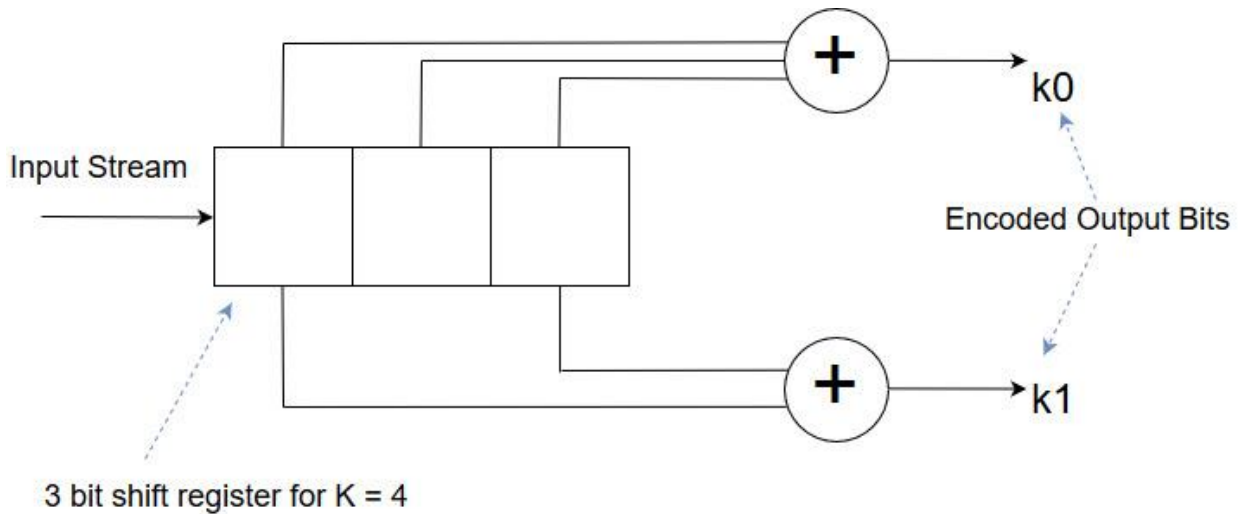 +
k0
Input Stream
Encoded Output Bits
+
k1
3 bit shift register for K = 4